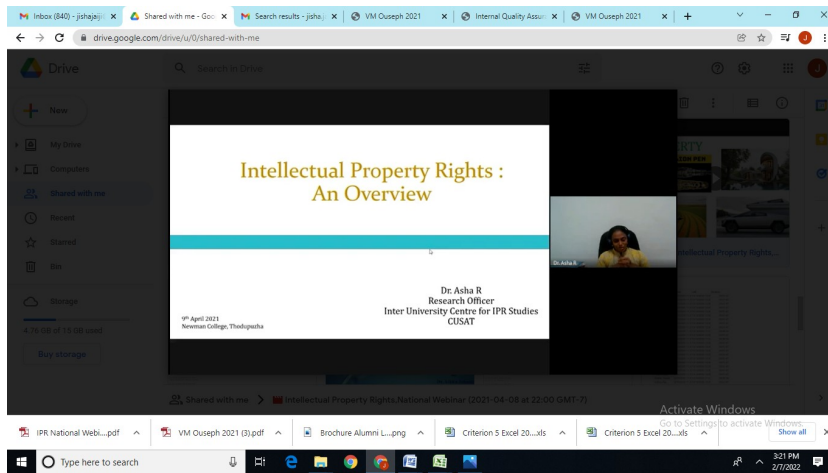 Inbox (840) - jishajaiji
Shared with me - Goo
Search results - jisha.j
VM Ouseph 2021
Internal Quality Assur
VM Ouseph 2021
drive.google.com/drive/u/0/shared-with-me
J
Drive
Search in Drive
New
My Drive
Computers
Shared with me
Recent
Starred
Bin
Storage
4.76 GB of 15 GB used
Buy storage
Intellectual Property Rights :
An Overview
Dr. Asha R
Research Officer
Inter University Centre for IPR Studies
CUSAT
9th April 2021
Newman College, Thodupuzha
Dr. Asha R
Intellectual Property Rights,...
Shared with me
Intellectual Property Rights,National Webinar (2021-04-08 at 22:00 GMT-7)
Activate Windows
Go to Settings to activate Windows.
IPR National Webi....pdf
VM Ouseph 2021 (3).pdf
Brochure Alumni L....png
Criterion 5 Excel 20....xls
Criterion 5 Excel 20....xls
Show all
Type here to search
3:21 PM
2/7/2022